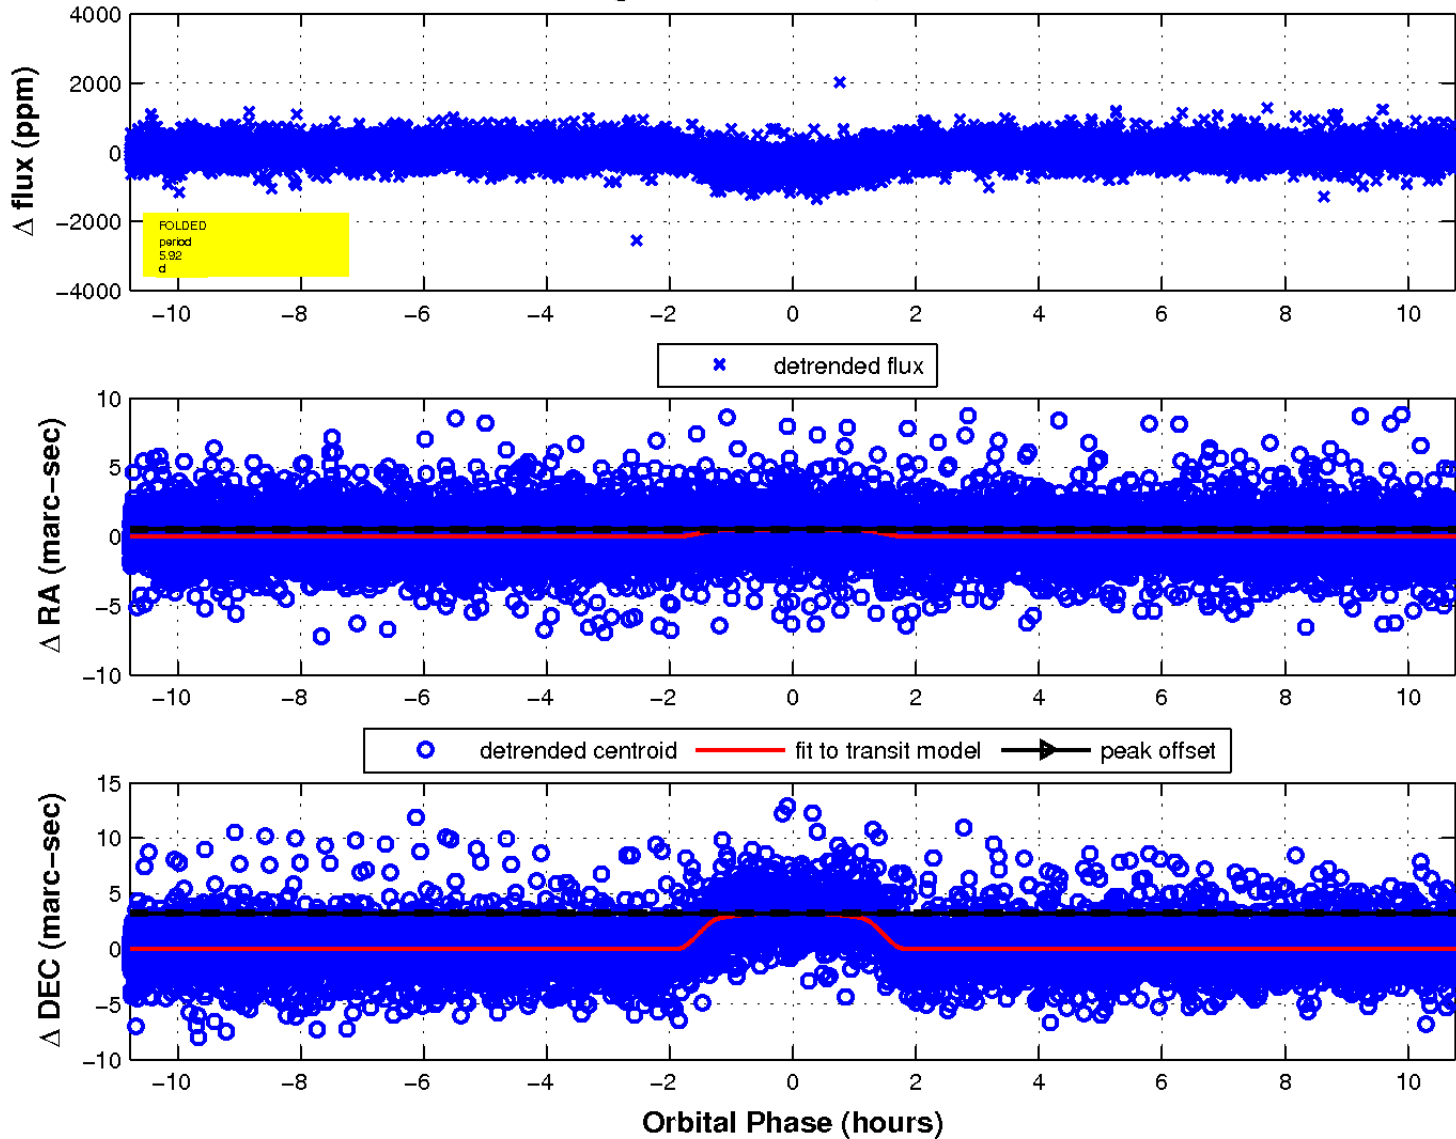 4000
2000
0
−2000
−4000
Δ flux (ppm)
FOLDED
period
5.92
d
−10 −8 −6 −4 −2 0 2 4 6 8 10
detrended flux
10
5
0
−5
−10
Δ RA (marc−sec)
−10 −8 −6 −4 −2 0 2 4 6 8 10
detrended centroid fit to transit model peak offset
15
10
5
0
−5
−10
Δ DEC (marc−sec)
−10 −8 −6 −4 −2 0 2 4 6 8 10
Orbital Phase (hours)